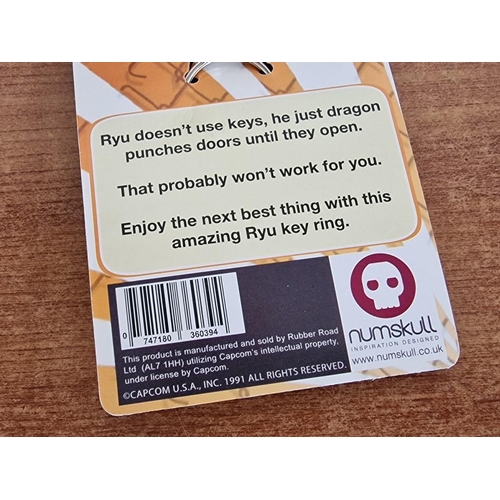 Ryu doesn't use keys, he just dragon
punches doors until they open.
That probably won't work for you.
Enjoy the next best thing with this
amazing Ryu key ring.
0 747180 360394
This product is manufactured and sold by Rubber Road
Ltd (AL7 1HH) utilizing Capcom's intellectual property.
under license by Capcom.
©CAPCOM U.S.A., INC. 1991 ALL RIGHTS RESERVED.
numskull
INSPIRATION DESIGNED
www.numskull.co.uk